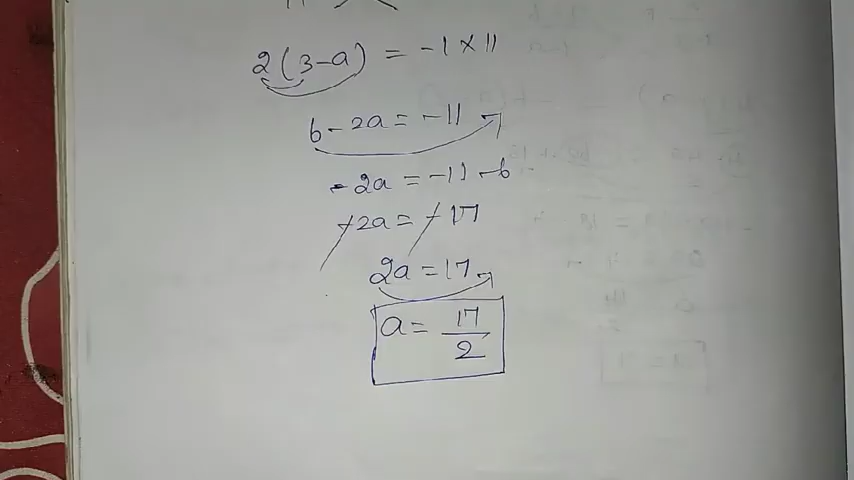 2(3-a) = -1 × 11
6 - 2a = -11
-2a = -11 - 6
-2a = -17
2a = 17
a = 17/2